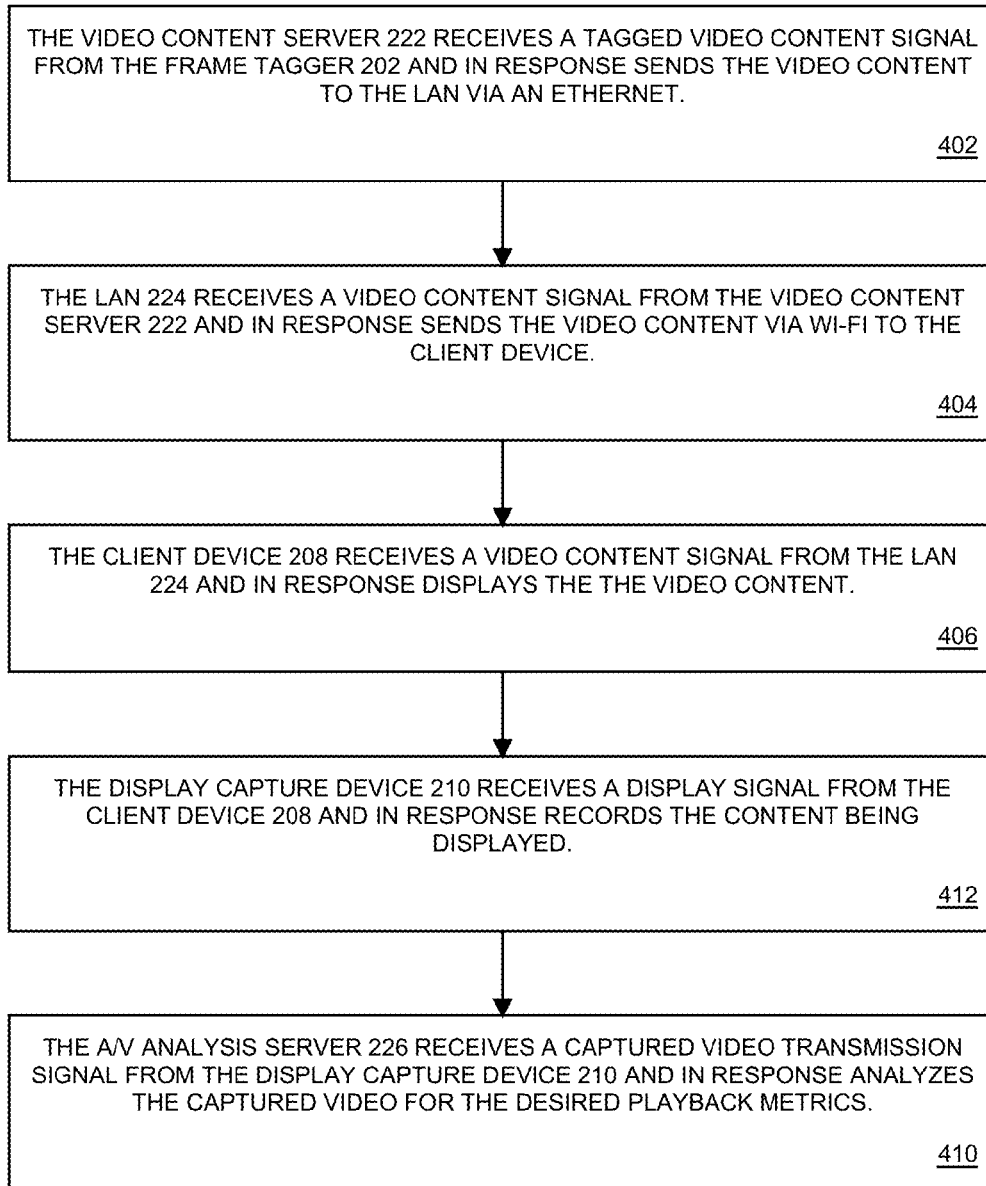 THE VIDEO CONTENT SERVER 222 RECEIVES A TAGGED VIDEO CONTENT SIGNAL
FROM THE FRAME TAGGER 202 AND IN RESPONSE SENDS THE VIDEO CONTENT
TO THE LAN VIA AN ETHERNET.
402
THE LAN 224 RECEIVES A VIDEO CONTENT SIGNAL FROM THE VIDEO CONTENT
SERVER 222 AND IN RESPONSE SENDS THE VIDEO CONTENT VIA WI-FI TO THE
CLIENT DEVICE.
404
THE CLIENT DEVICE 208 RECEIVES A VIDEO CONTENT SIGNAL FROM THE LAN
224 AND IN RESPONSE DISPLAYS THE THE VIDEO CONTENT.
406
THE DISPLAY CAPTURE DEVICE 210 RECEIVES A DISPLAY SIGNAL FROM THE
CLIENT DEVICE 208 AND IN RESPONSE RECORDS THE CONTENT BEING
DISPLAYED.
412
THE A/V ANALYSIS SERVER 226 RECEIVES A CAPTURED VIDEO TRANSMISSION
SIGNAL FROM THE DISPLAY CAPTURE DEVICE 210 AND IN RESPONSE ANALYZES
THE CAPTURED VIDEO FOR THE DESIRED PLAYBACK METRICS.
410